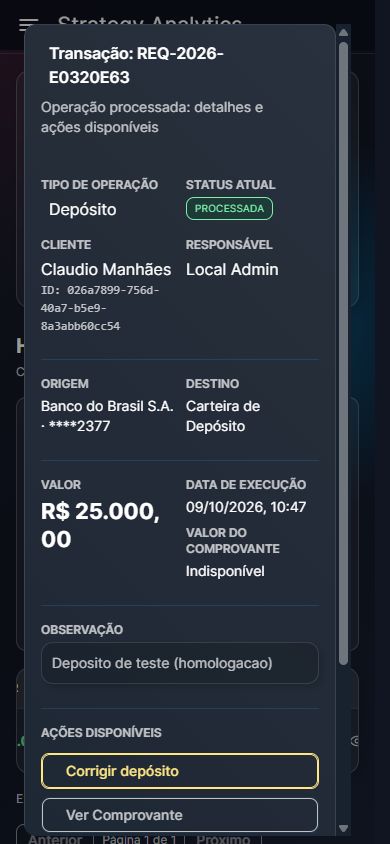 Strategy Analytics
Transação: REQ-2026-
E0320E63
Operação processada: detalhes e
ações disponíveis
TIPO DE OPERAÇÃO
Depósito
STATUS ATUAL
PROCESSADA
CLIENTE
Claudio Manhães
ID: 026a7899-756d-
40a7-b5e9-
8a3abb60cc54
RESPONSÁVEL
Local Admin
ORIGEM
Banco do Brasil S.A.
· ****2377
DESTINO
Carteira de
Depósito
VALOR
R$ 25.000,
00
DATA DE EXECUÇÃO
09/10/2026, 10:47
VALOR DO
COMPROVANTE
Indisponível
OBSERVAÇÃO
Deposito de teste (homologacao)
AÇÕES DISPONÍVEIS
Corrigir depósito
Ver Comprovante
Anterior
Página 1 de 1
Próximo